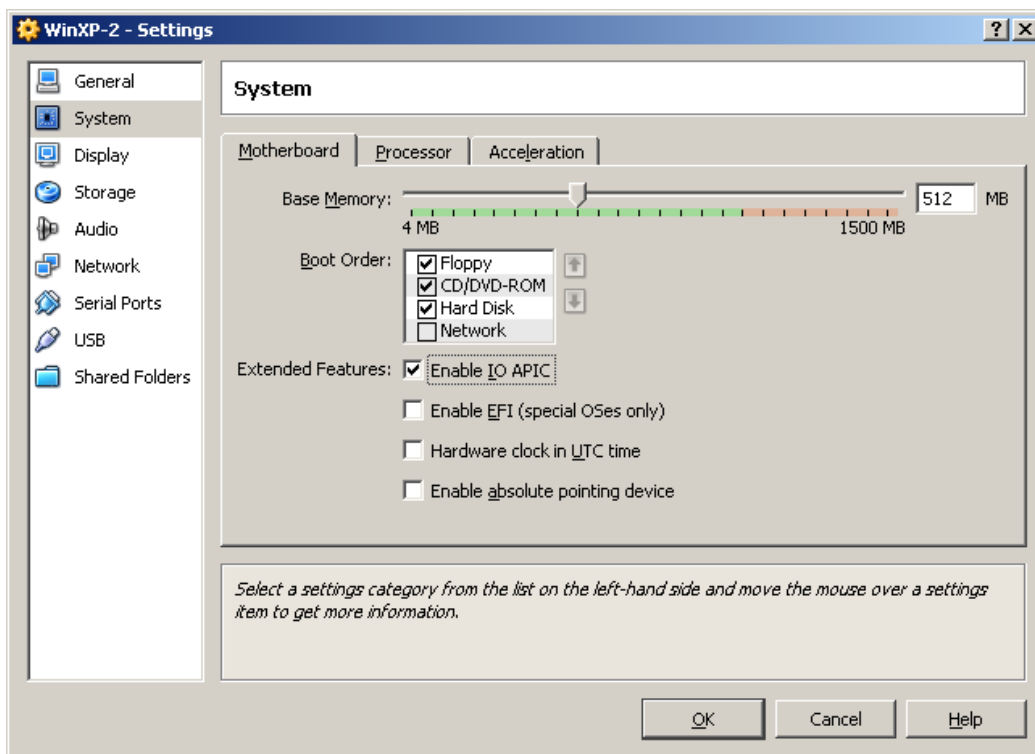 WinXP-2 - Settings
General
System
Display
Storage
Audio
Network
Serial Ports
USB
Shared Folders
System
Motherboard Processor Acceleration
Base Memory: 512 MB
4 MB 1500 MB
Boot Order: Floppy
CD/DVD-ROM
Hard Disk
Network
Extended Features: Enable IO APIC
Enable EFI (special OSes only)
Hardware clock in UTC time
Enable absolute pointing device
Select a settings category from the list on the left-hand side and move the mouse over a settings
item to get more information.
OK Cancel Help